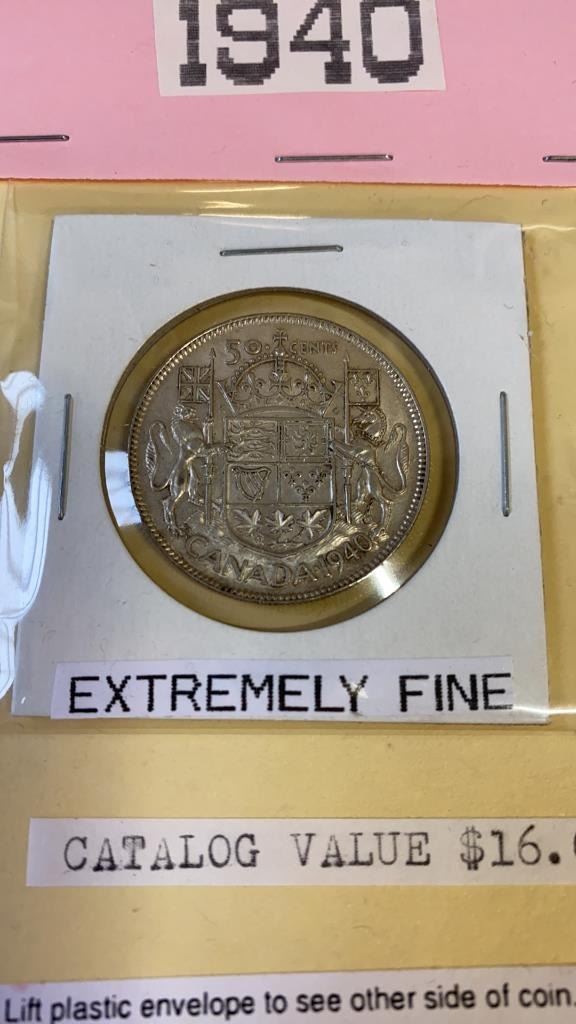 1940
50 CENTS
CANADA 1940
EXTREMELY FINE
CATALOG VALUE $16.
Lift plastic envelope to see other side of coin.